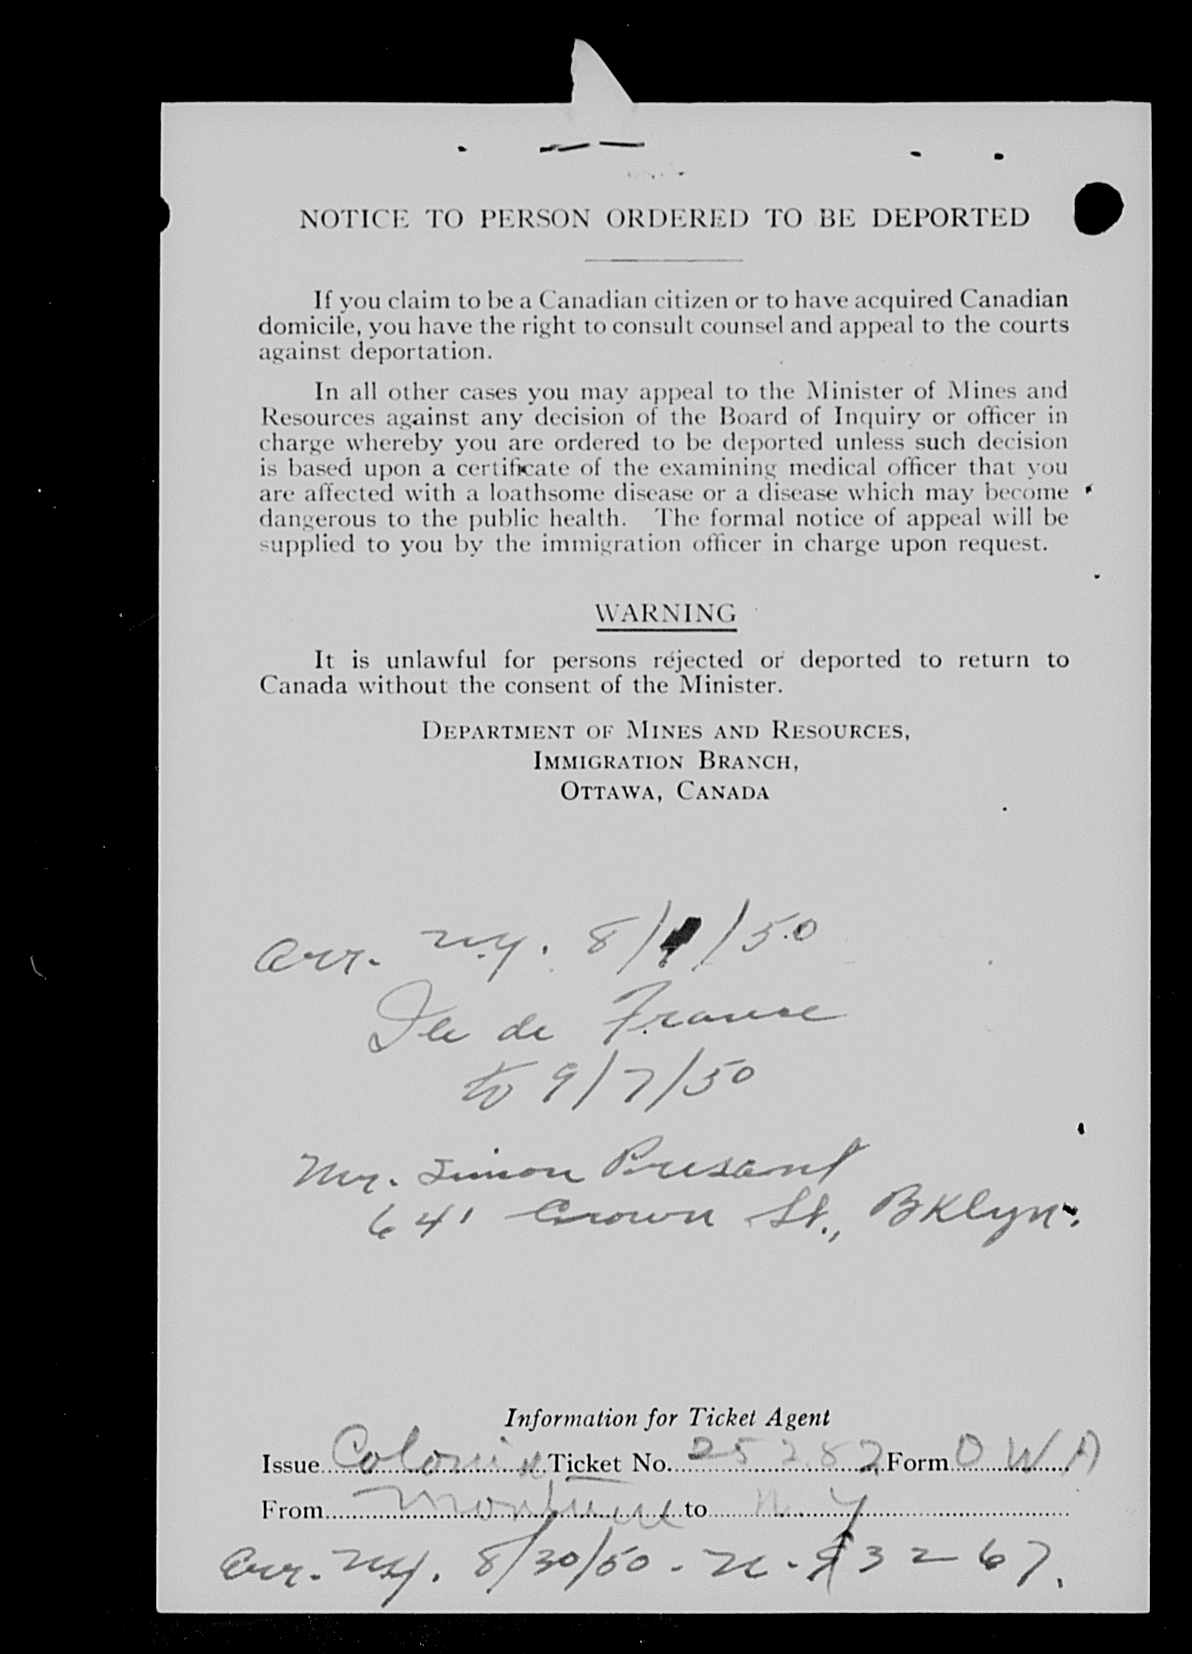 NOTICE TO PERSON ORDERED TO BE DEPORTED
If you claim to be a Canadian citizen or to have acquired Canadian
domicile, you have the right to consult counsel and appeal to the courts
against deportation.
In all other cases you may appeal to the Minister of Mines and
Resources against any decision of the Board of Inquiry or officer in
charge whereby you are ordered to be deported unless such decision
is based upon a certificate of the examining medical officer that you
are affected with a loathsome disease or a disease which may become
dangerous to the public health. The formal notice of appeal will be
supplied to you by the immigration officer in charge upon request.
WARNING
It is unlawful for persons rejected or deported to return to
Canada without the consent of the Minister.
DEPARTMENT OF MINES AND RESOURCES,
IMMIGRATION BRANCH,
OTTAWA, CANADA
arr. N.Y. 8/ /50
Ile de France
to 9/7/50
Mr. Simon Present
641 Crown St., BKlyn.
Information for Ticket Agent
Issue Ticket No. 25282 Form O W A
From to N Y
arr. NY. 8/30/50 - 3267.